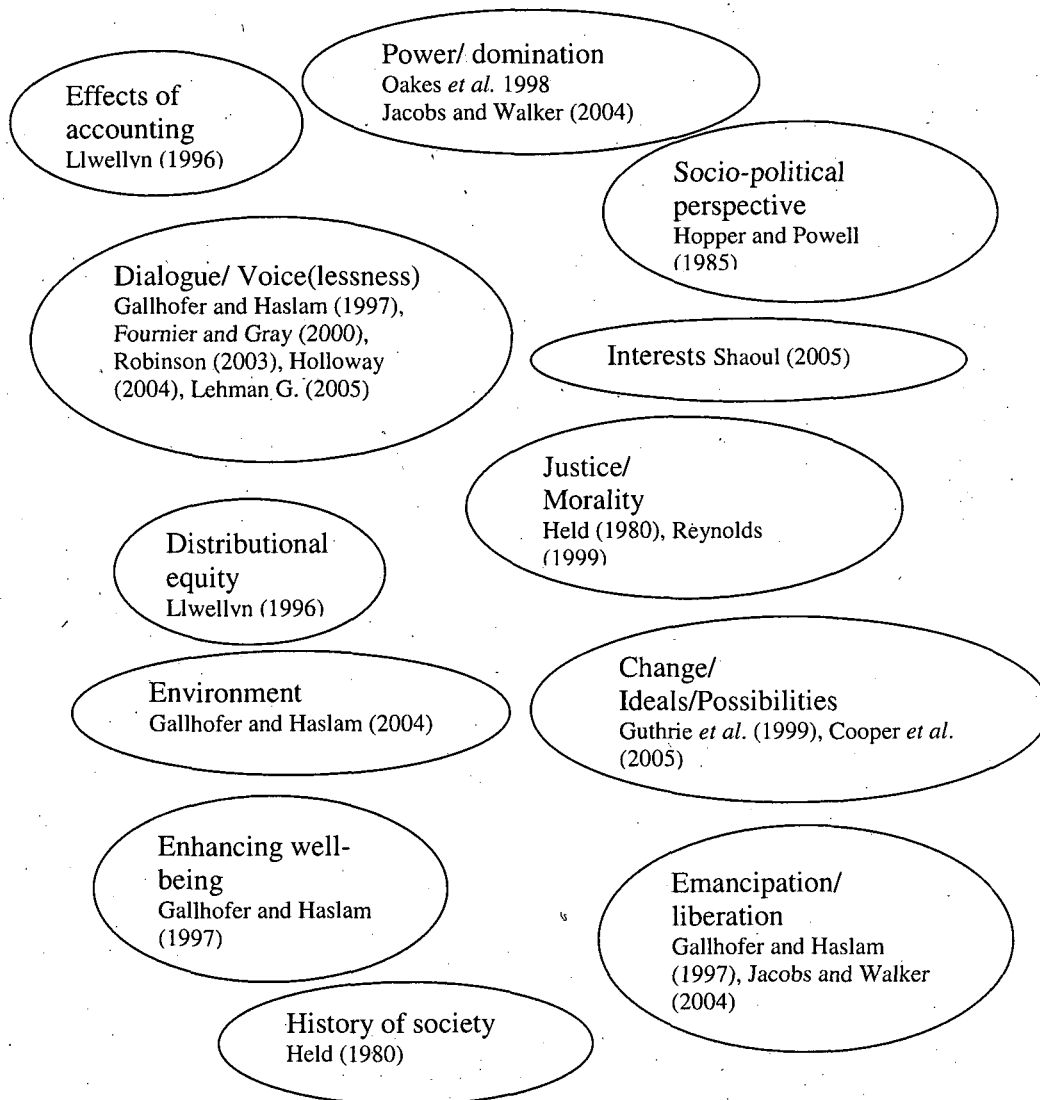 Power/ domination
Oakes et al. 1998
Jacobs and Walker (2004)
Effects of
accounting
Llwellyn (1996)
Socio-political
perspective
Hopper and Powell
(1985)
Dialogue/ Voice(lessness)
Gallhofer and Haslam (1997),
Fournier and Gray (2000),
Robinson (2003), Holloway
(2004), Lehman G. (2005)
Interests Shaoul (2005)
Justice/
Morality
Held (1980), Reynolds
(1999)
Distributional
equity
Llwellyn (1996)
Environment
Gallhofer and Haslam (2004)
Change/
Ideals/Possibilities
Guthrie et al. (1999), Cooper et al.
(2005)
Enhancing well-
being
Gallhofer and Haslam
(1997)
Emancipation/
liberation
Gallhofer and Haslam
(1997), Jacobs and Walker
(2004)
History of society
Held (1980)